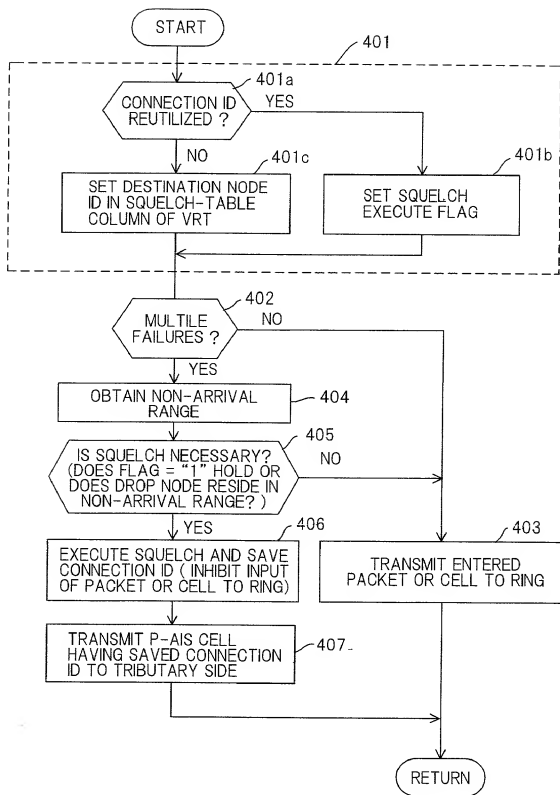 START
401
401a
CONNECTION ID
REUTILIZED ?
YES
NO
401c
401b
SET DESTINATION NODE
ID IN SQUELCH-TABLE
COLUMN OF VRT
SET SQUELCH
EXECUTE FLAG
402
MULTILE
FAILURES ?
NO
YES
OBTAIN NON-ARRIVAL
RANGE
404
405
IS SQUELCH NECESSARY?
(DOES FLAG = “1” HOLD OR
DOES DROP NODE RESIDE IN
NON-ARRIVAL RANGE? )
NO
YES
406
403
EXECUTE SQUELCH AND SAVE
CONNECTION ID ( INHIBIT INPUT
OF PACKET OR CELL TO RING)
TRANSMIT ENTERED
PACKET OR CELL TO RING
TRANSMIT P-AIS CELL
HAVING SAVED CONNECTION
ID TO TRIBUTARY SIDE
407
RETURN